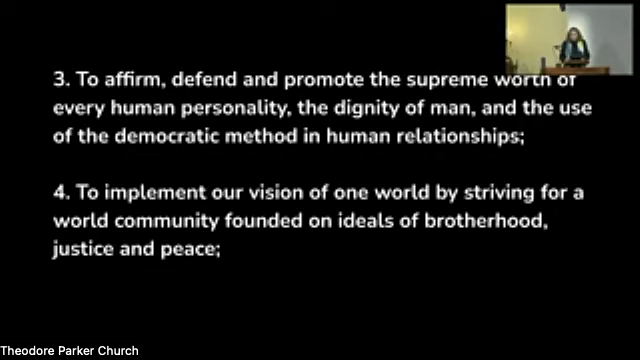 3. To affirm, defend and promote the supreme worth of
every human personality, the dignity of man, and the use
of the democratic method in human relationships;
4. To implement our vision of one world by striving for a
world community founded on ideals of brotherhood,
justice and peace;
Theodore Parker Church